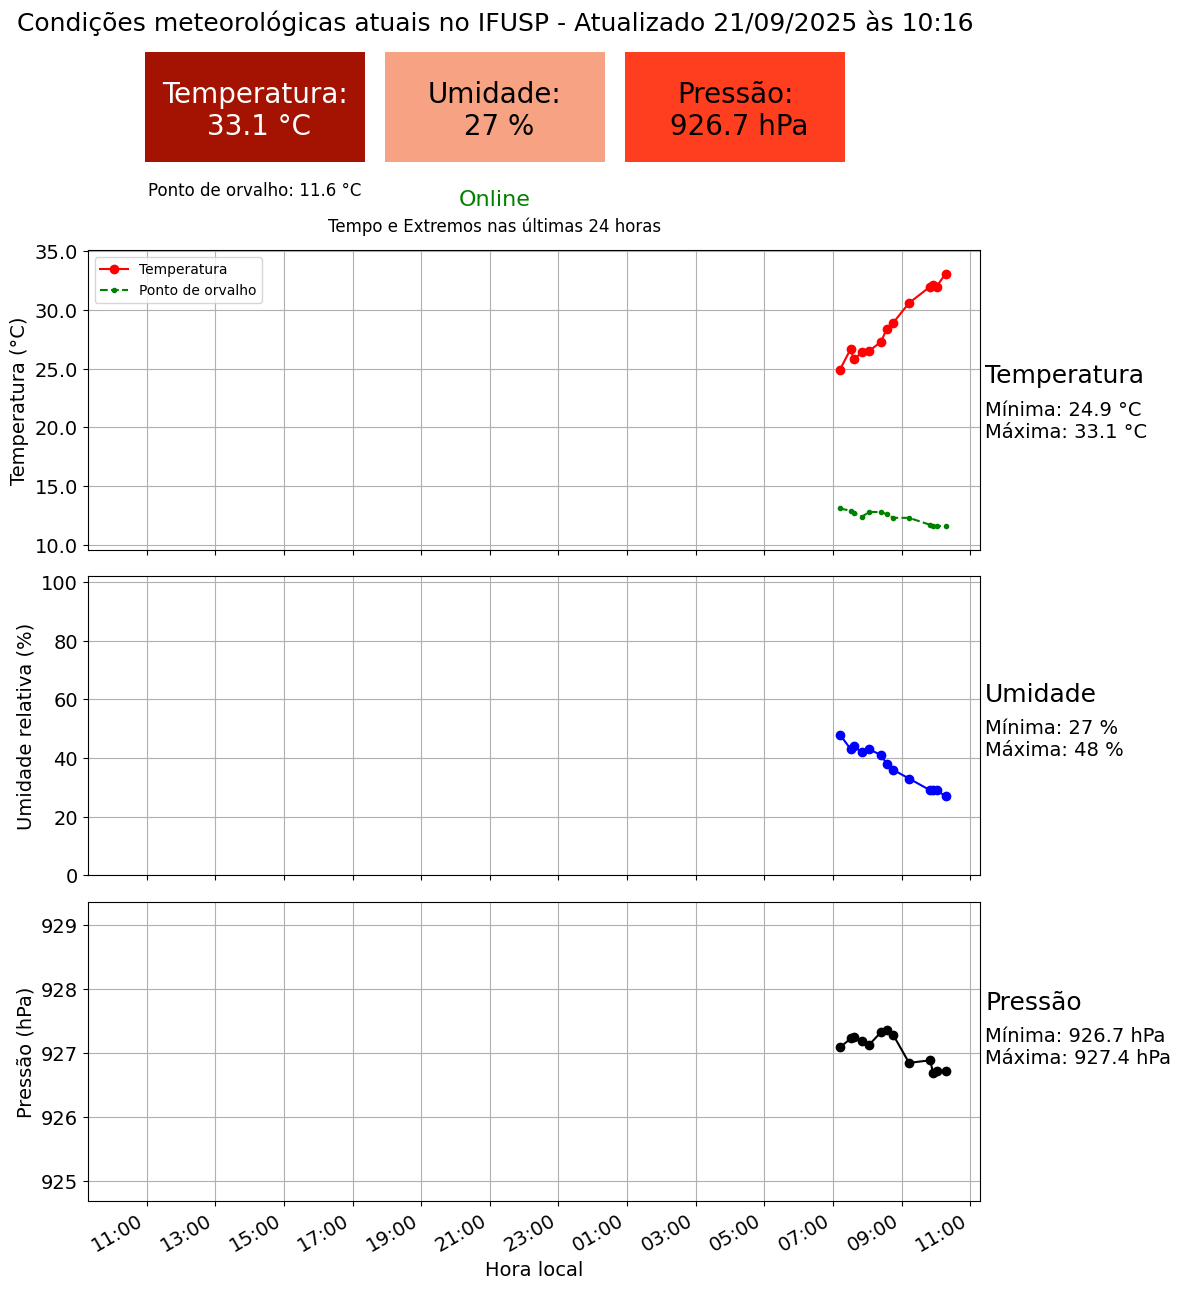 Condições meteorológicas atuais no IFUSP - Atualizado 21/09/2025 às 10:16
Temperatura:
33.1 °C
Umidade:
27 %
Pressão:
926.7 hPa
Ponto de orvalho: 11.6 °C
Online
Tempo e Extremos nas últimas 24 horas
Temperatura (°C)
35.0
30.0
25.0
20.0
15.0
10.0
Temperatura
Ponto de orvalho
Temperatura
Mínima: 24.9 °C
Máxima: 33.1 °C
Umidade relativa (%)
100
80
60
40
20
0
Umidade
Mínima: 27 %
Máxima: 48 %
Pressão (hPa)
929
928
927
926
925
Pressão
Mínima: 926.7 hPa
Máxima: 927.4 hPa
11:00 13:00 15:00 17:00 19:00 21:00 23:00 01:00 03:00 07:00 09:00 11:00
Hora local